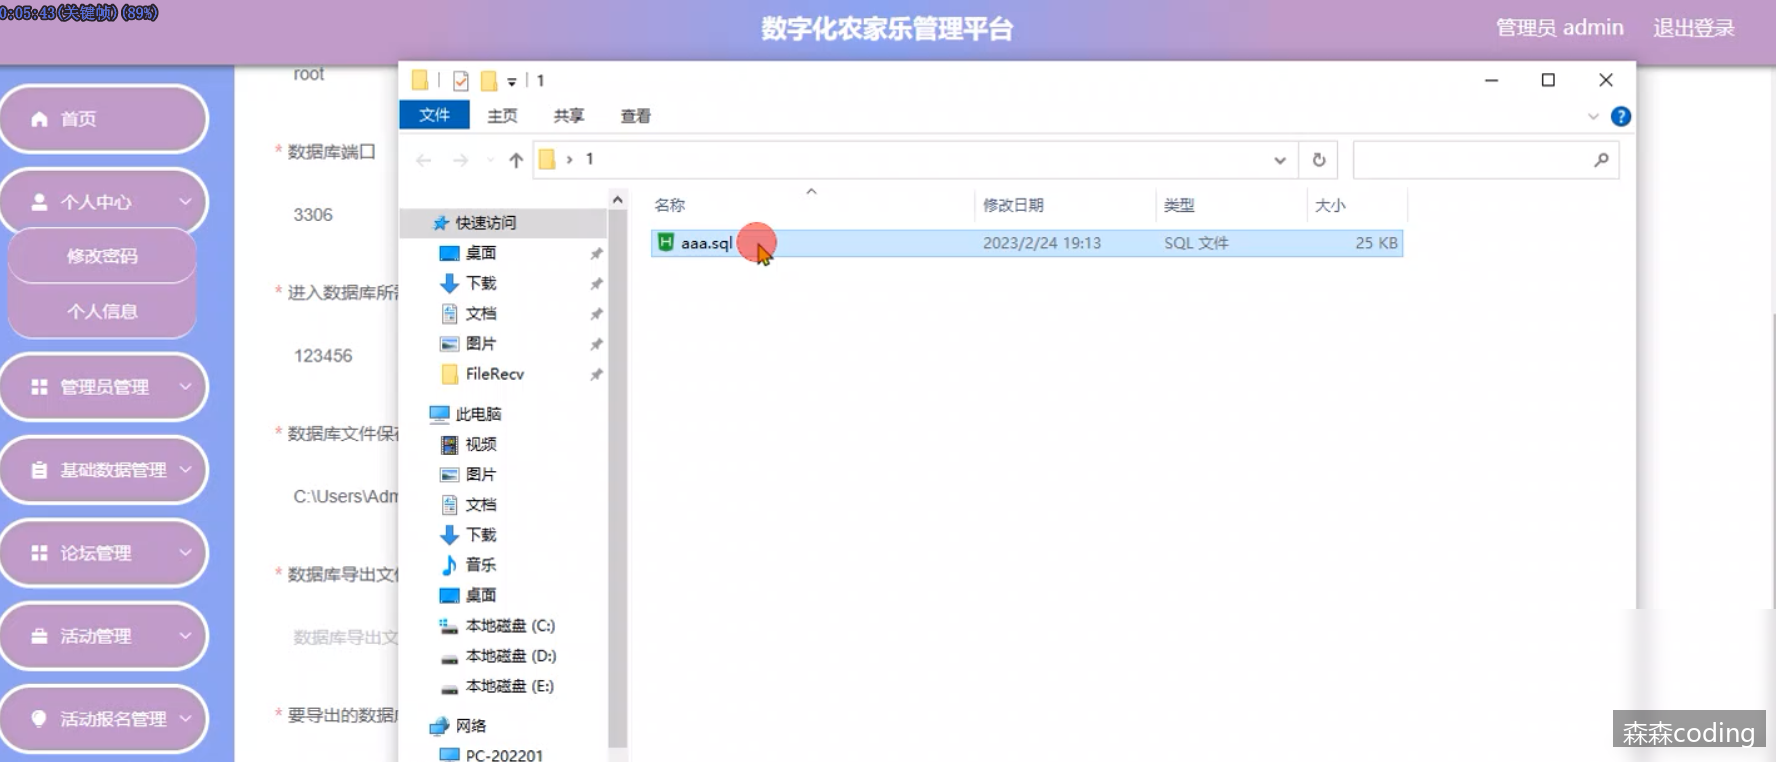 0:05:43(关键帧)(89%)
数字化农家乐管理平台
管理员 admin
退出登录
首页
个人中心
修改密码
个人信息
管理员管理
基础数据管理
论坛管理
活动管理
活动报名管理
root
* 数据库端口
3306
* 进入数据库所
123456
* 数据库文件保
C:\Users\Adm
* 数据库导出文
数据库导出文
* 要导出的数据
1
文件
主页
共享
查看
?
1
快速访问
桌面
下载
文档
图片
FileRecv
此电脑
视频
图片
文档
下载
音乐
桌面
本地磁盘 (C:)
本地磁盘 (D:)
本地磁盘 (E:)
网络
PC-202201
名称 修改日期 类型 大小
aaa.sql 2023/2/24 19:13 SQL 文件 25 KB
森森coding